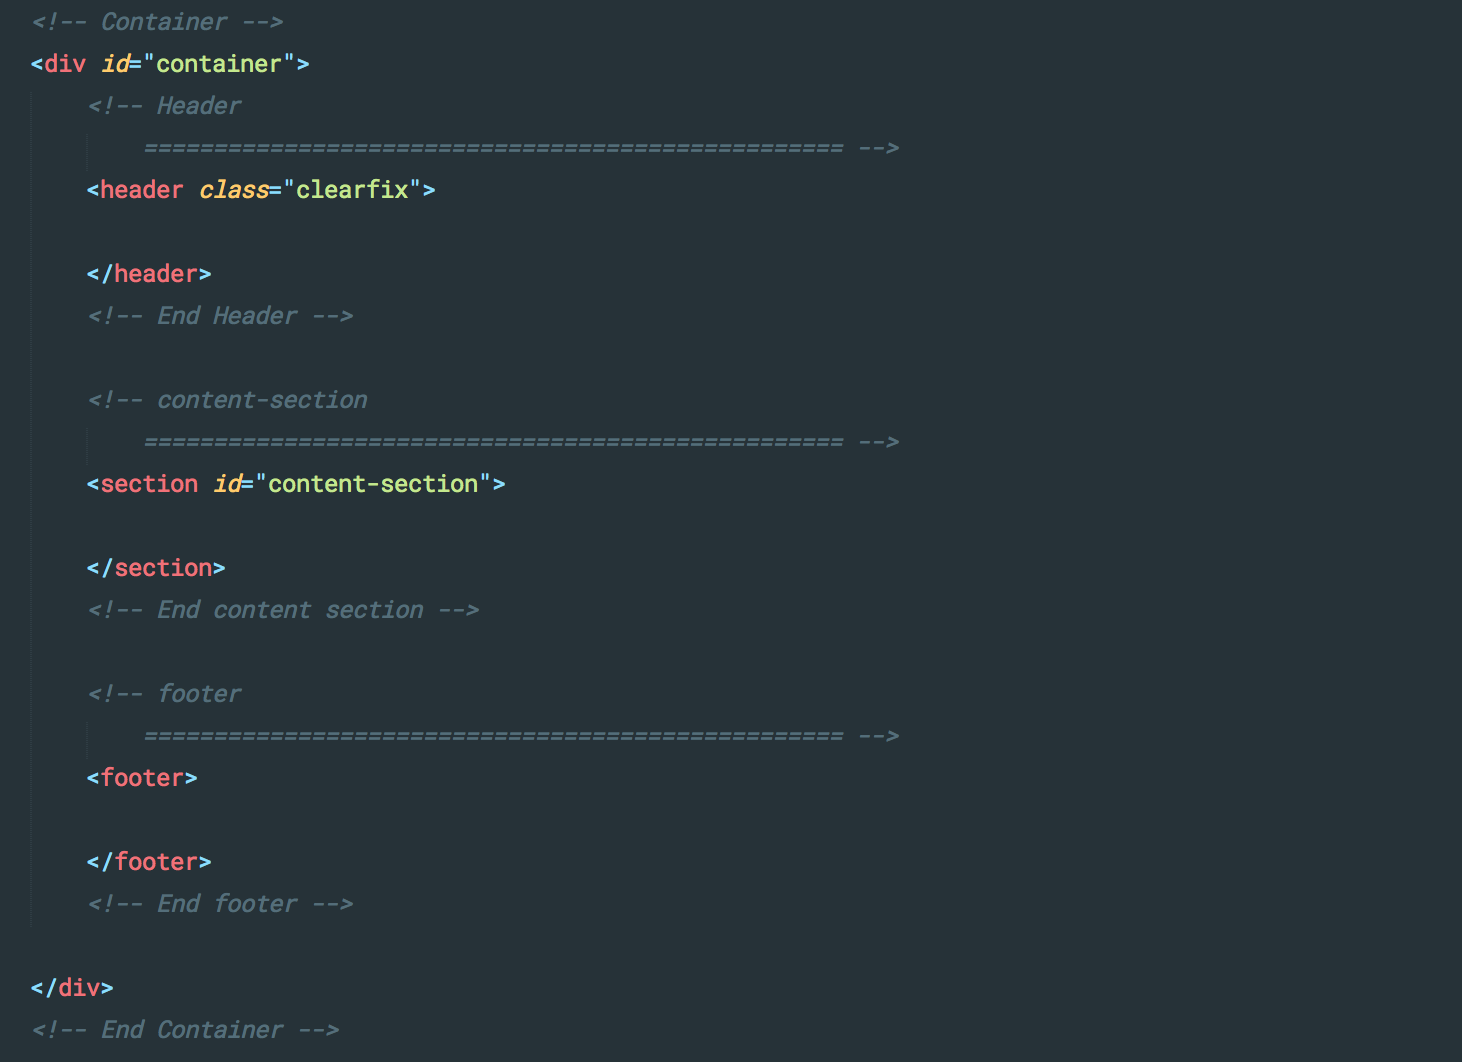 <!-- Container -->
<div id="container">
<!-- Header
================================================== -->
<header class="clearfix">
</header>
<!-- End Header -->
<!-- content-section
================================================== -->
<section id="content-section">
</section>
<!-- End content section -->
<!-- footer
================================================== -->
<footer>
</footer>
<!-- End footer -->
</div>
<!-- End Container -->